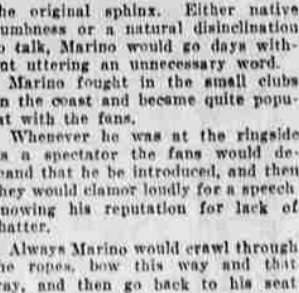 he original sphinx. Either native
umbness or a natural disinclination
o talk, Marino would go days with-
ut uttering an unnecessary word.
Marino fought in the small clubs
n the coast and became quite popu-
at with the fans.
Whenever he was at the ringside
s a spectator the fans would de-
and that he be introduced, and then
hey would clamor loudly for a speech
nowing his reputation for lack of
hatter.
Always Marino would crawl through
he ropes, bow this way and that
ay, and then go back to his seat